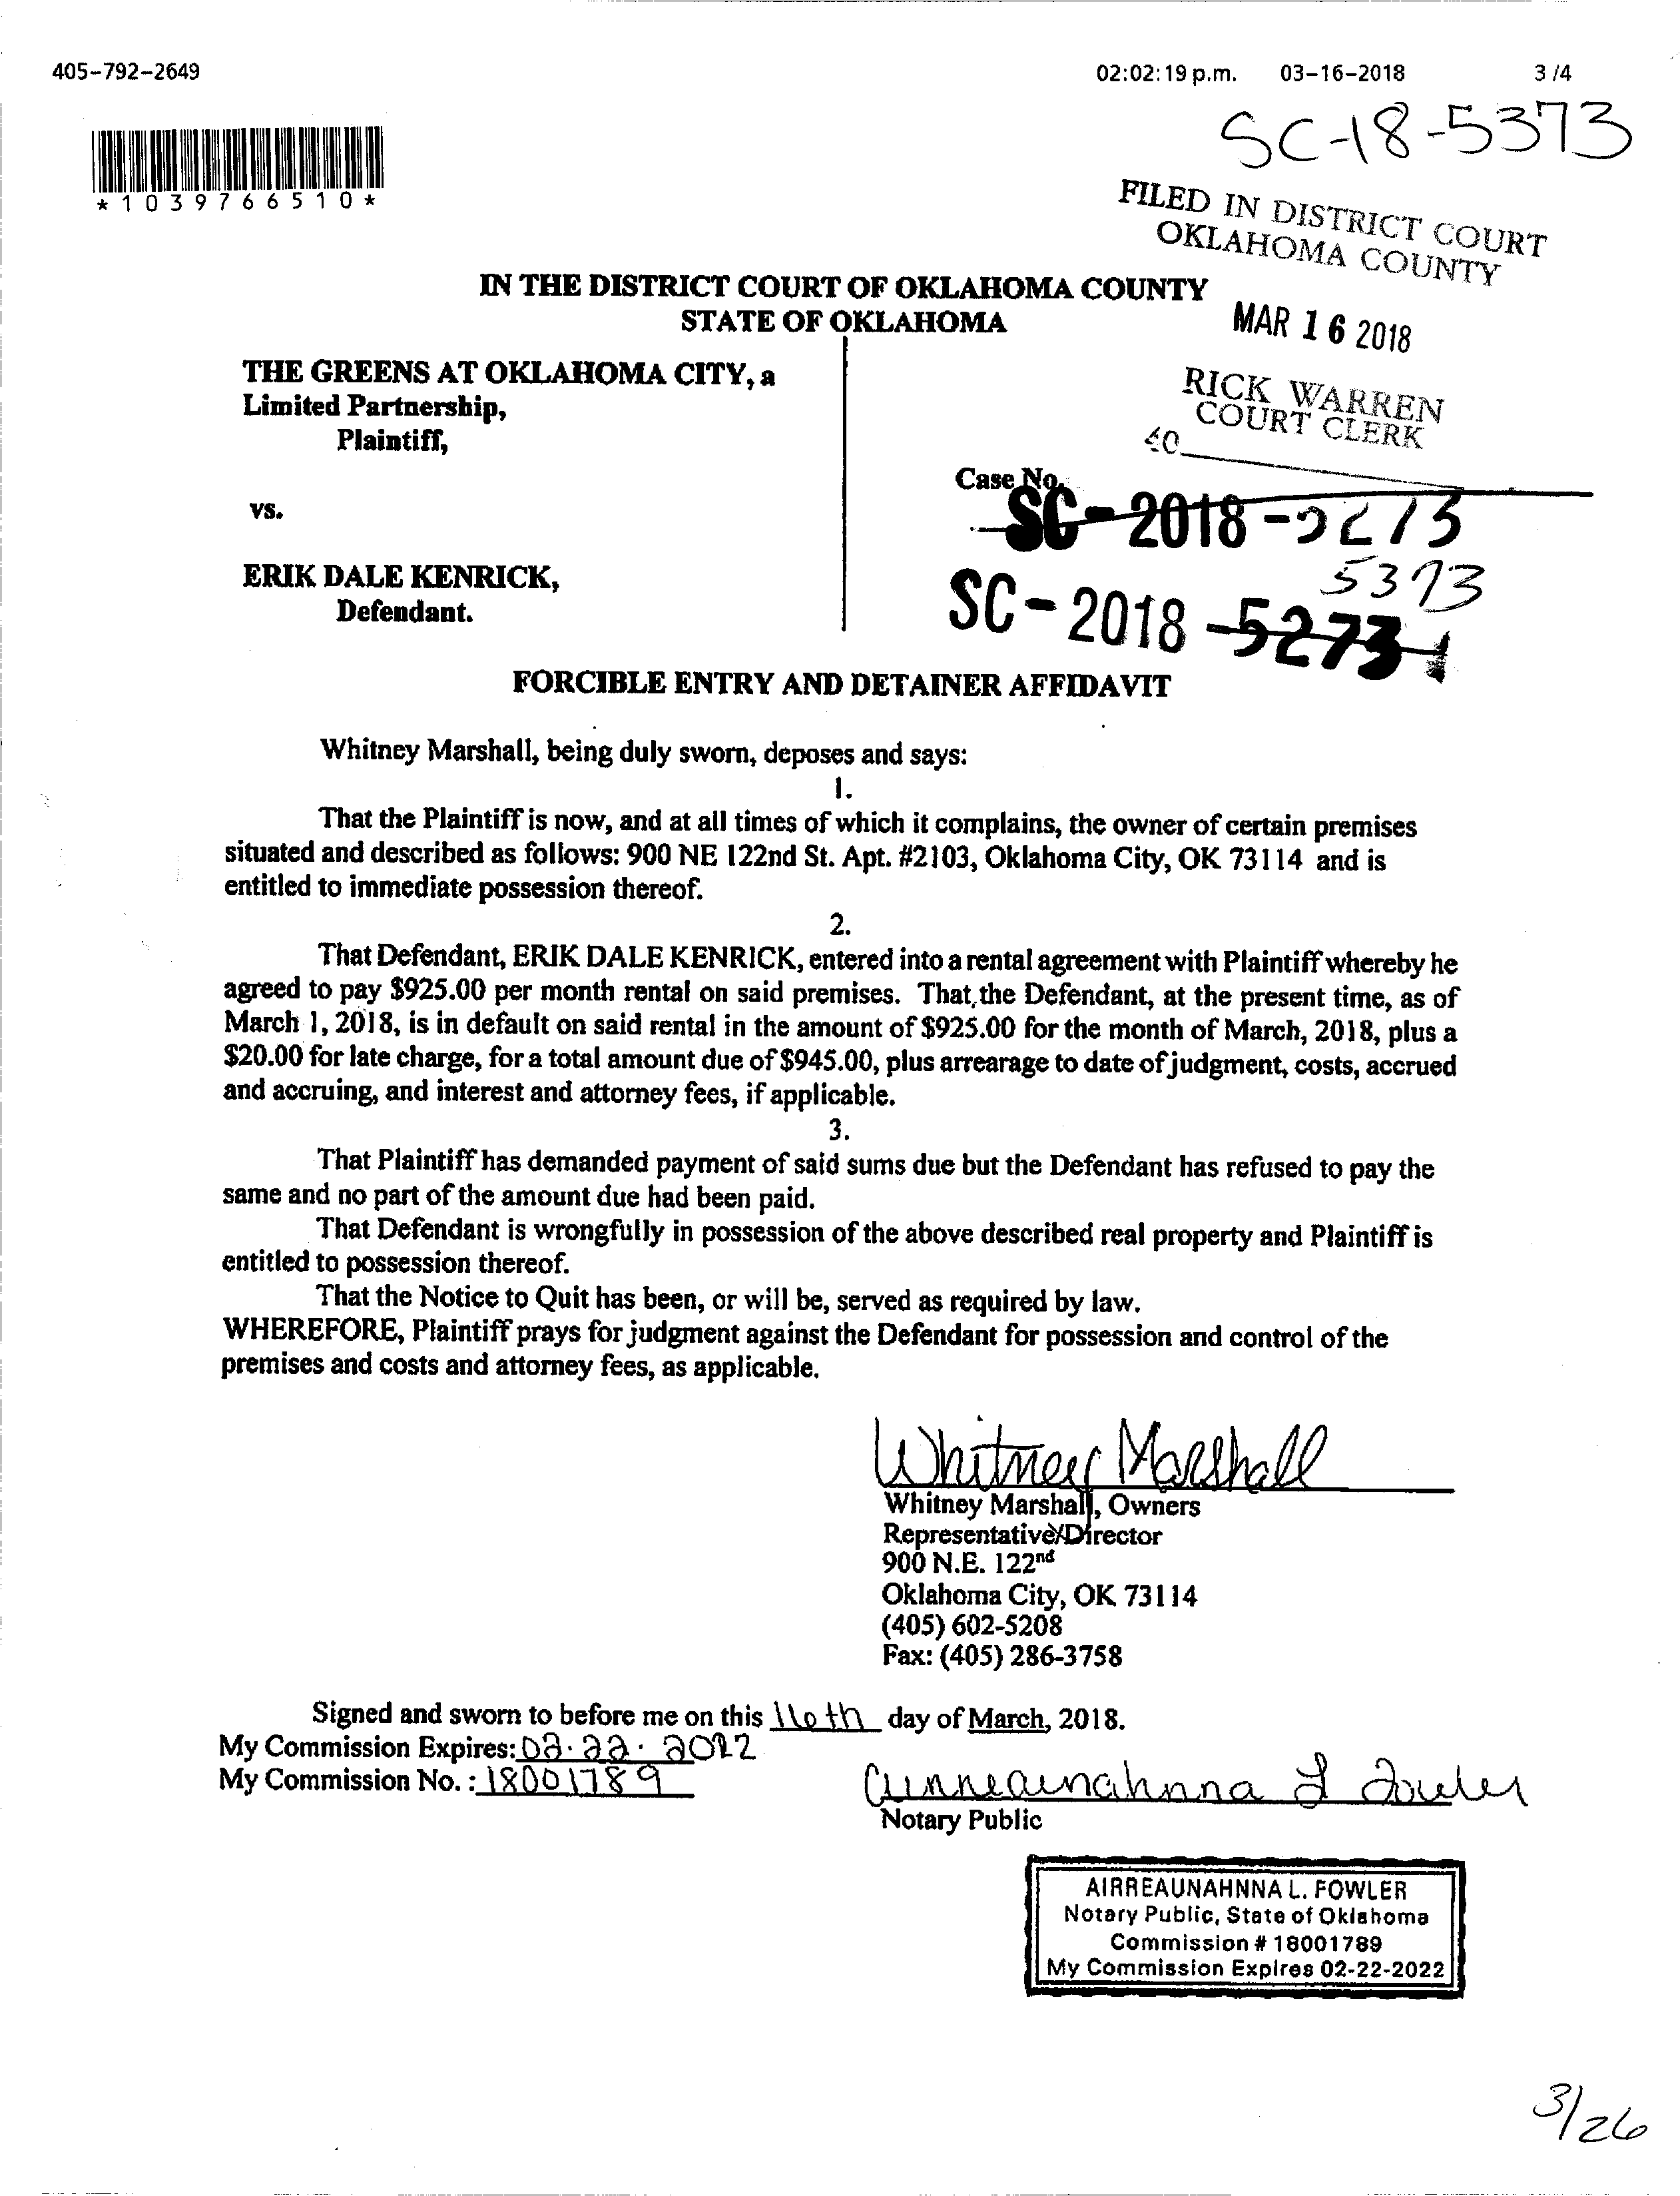 405-792-2649 02:02:19 p.m. 03-16-2018 3/4
SC-18-5373
*1039766510*
FILED IN DISTRICT COURT
OKLAHOMA COUNTY
IN THE DISTRICT COURT OF OKLAHOMA COUNTY
STATE OF OKLAHOMA
MAR 16 2018
THE GREENS AT OKLAHOMA CITY, a
Limited Partnership,
Plaintiff,
RICK WARREN
COURT CLERK
40
Case No.
SC-2018-
vs.
5373
ERIK DALE KENRICK,
Defendant.
SC-2018-5273
FORCIBLE ENTRY AND DETAINER AFFIDAVIT
Whitney Marshall, being duly sworn, deposes and says:
1.
That the Plaintiff is now, and at all times of which it complains, the owner of certain premises
situated and described as follows: 900 NE 122nd St. Apt. #2103, Oklahoma City, OK 73114 and is
entitled to immediate possession thereof.
2.
That Defendant, ERIK DALE KENRICK, entered into a rental agreement with Plaintiff whereby he
agreed to pay $925.00 per month rental on said premises. That the Defendant, at the present time, as of
March 1, 2018, is in default on said rental in the amount of $925.00 for the month of March, 2018, plus a
$20.00 for late charge, for a total amount due of $945.00, plus arrearage to date of judgment, costs, accrued
and accruing, and interest and attorney fees, if applicable.
3.
That Plaintiff has demanded payment of said sums due but the Defendant has refused to pay the
same and no part of the amount due had been paid.
That Defendant is wrongfully in possession of the above described real property and Plaintiff is
entitled to possession thereof.
That the Notice to Quit has been, or will be, served as required by law.
WHEREFORE, Plaintiff prays for judgment against the Defendant for possession and control of the
premises and costs and attorney fees, as applicable.
Whitney Marshall
Whitney Marshall, Owners
Representative/Director
900 N.E. 122nd
Oklahoma City, OK 73114
(405) 602-5208
Fax: (405) 286-3758
Signed and sworn to before me on this 16th day of March, 2018.
My Commission Expires: 02.22.2022
My Commission No. : 18001789
Airreaunahnna L Fowler
Notary Public
AIRREAUNAHNNA L. FOWLER
Notary Public, State of Oklahoma
Commission # 18001789
My Commission Expires 02-22-2022
3/26